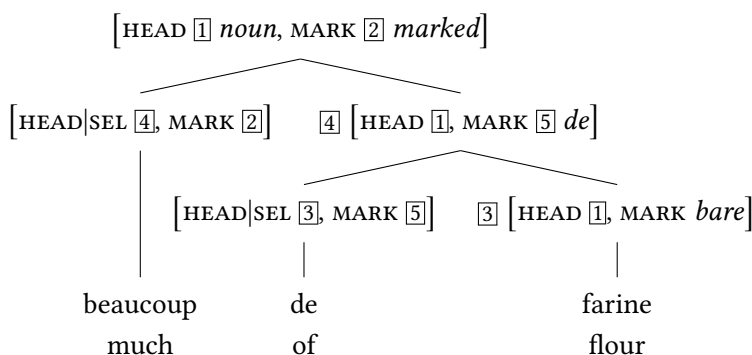 [HEAD 1 noun, MARK 2 marked]
[HEAD|SEL 4, MARK 2] 4 [HEAD 1, MARK 5 de]
[HEAD|SEL 3, MARK 5] 3 [HEAD 1, MARK bare]
beaucoup de farine
much of flour